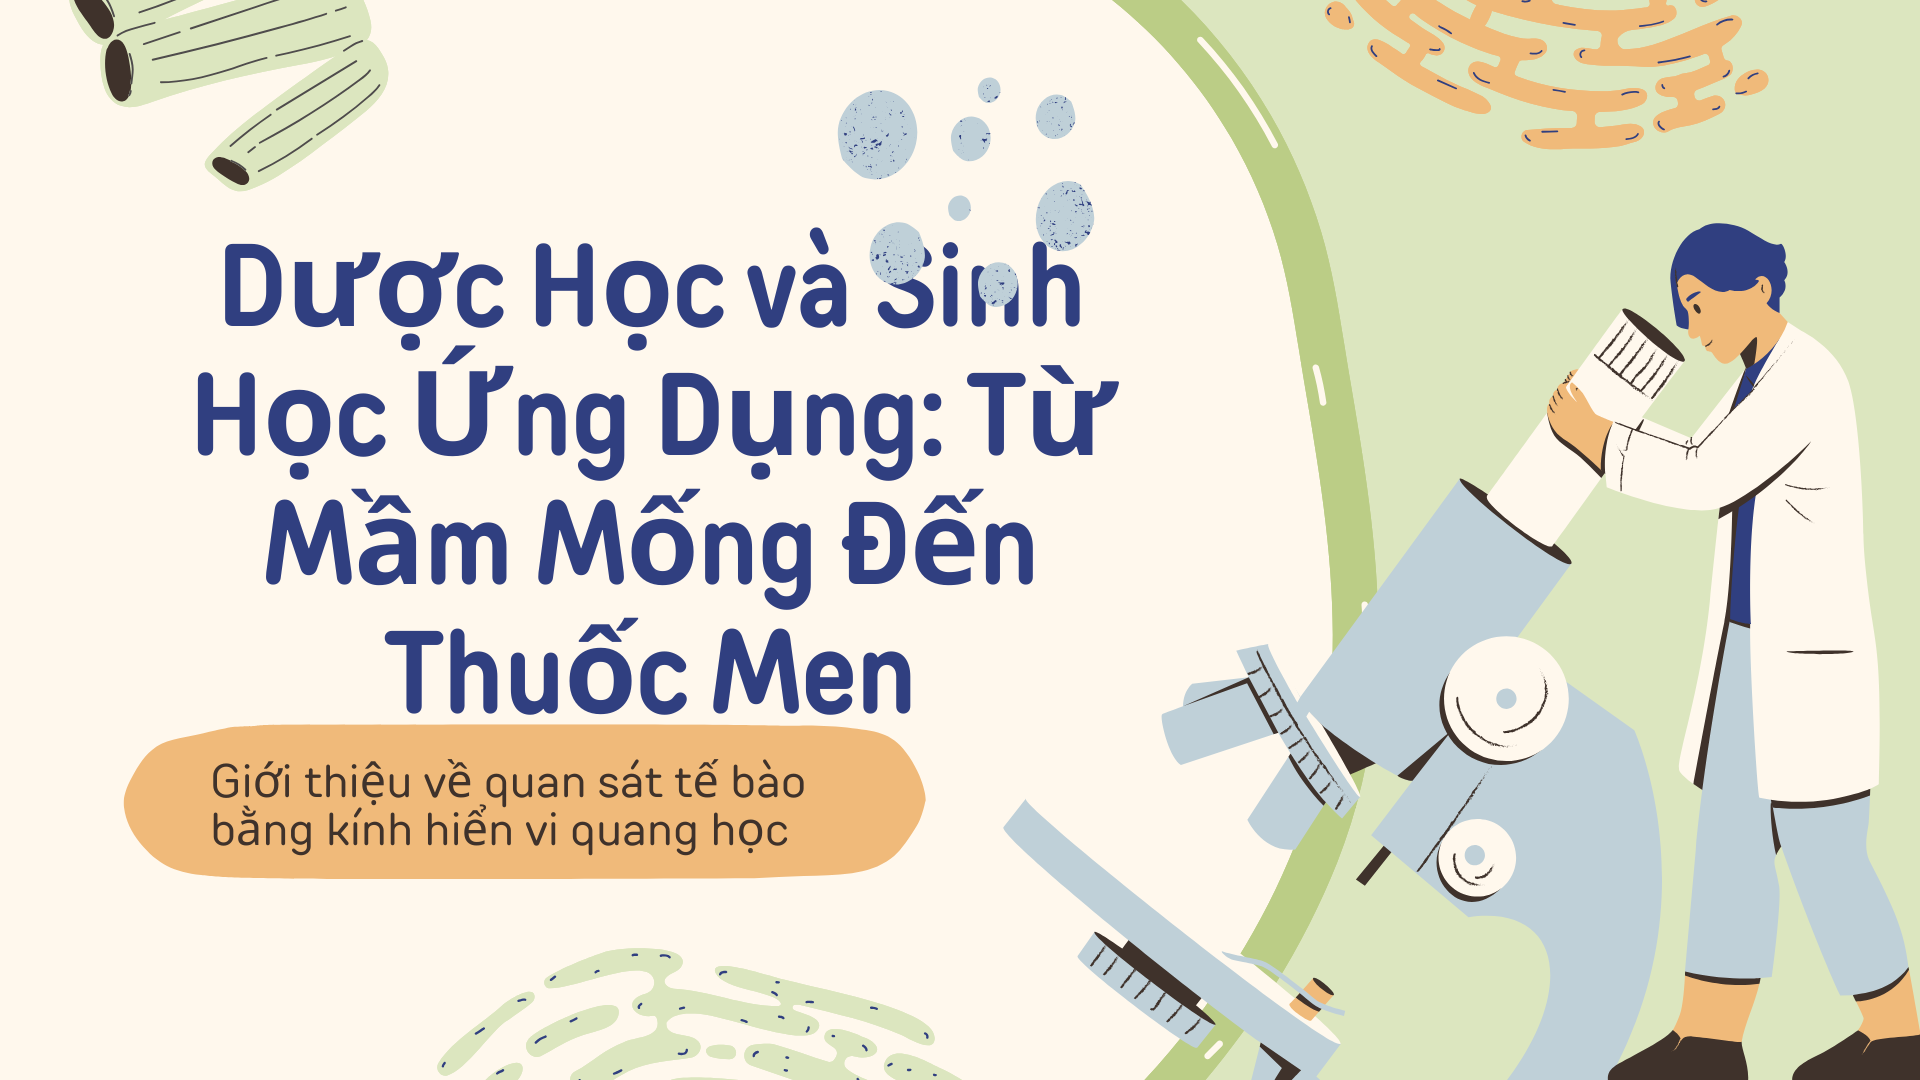 Dược Học và Sinh
Học Ứng Dụng: Từ
Mầm Mống Đến
Thuốc Men
Giới thiệu về quan sát tế bào
bằng kính hiển vi quang học